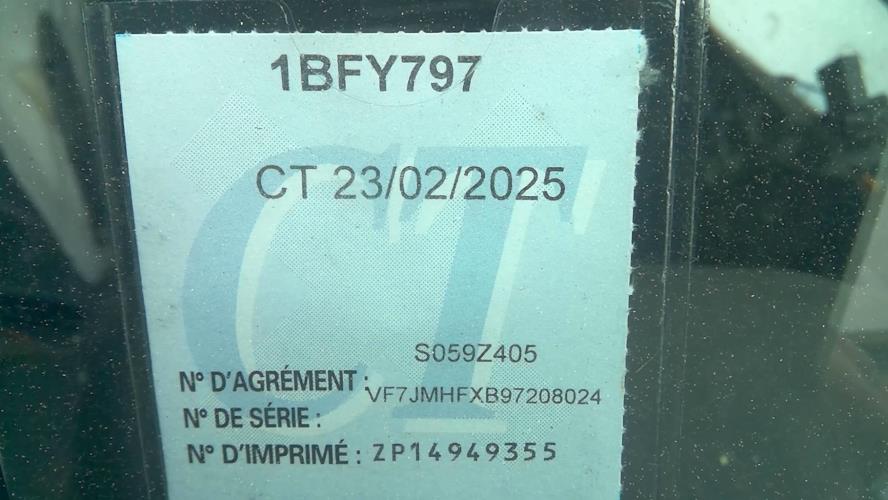 1BFY797
CT 23/02/2025
CT
S059Z405
N° D'AGRÉMENT :
VF7JMHFXB97208024
N° DE SÉRIE :
N° D'IMPRIMÉ : ZP14949355